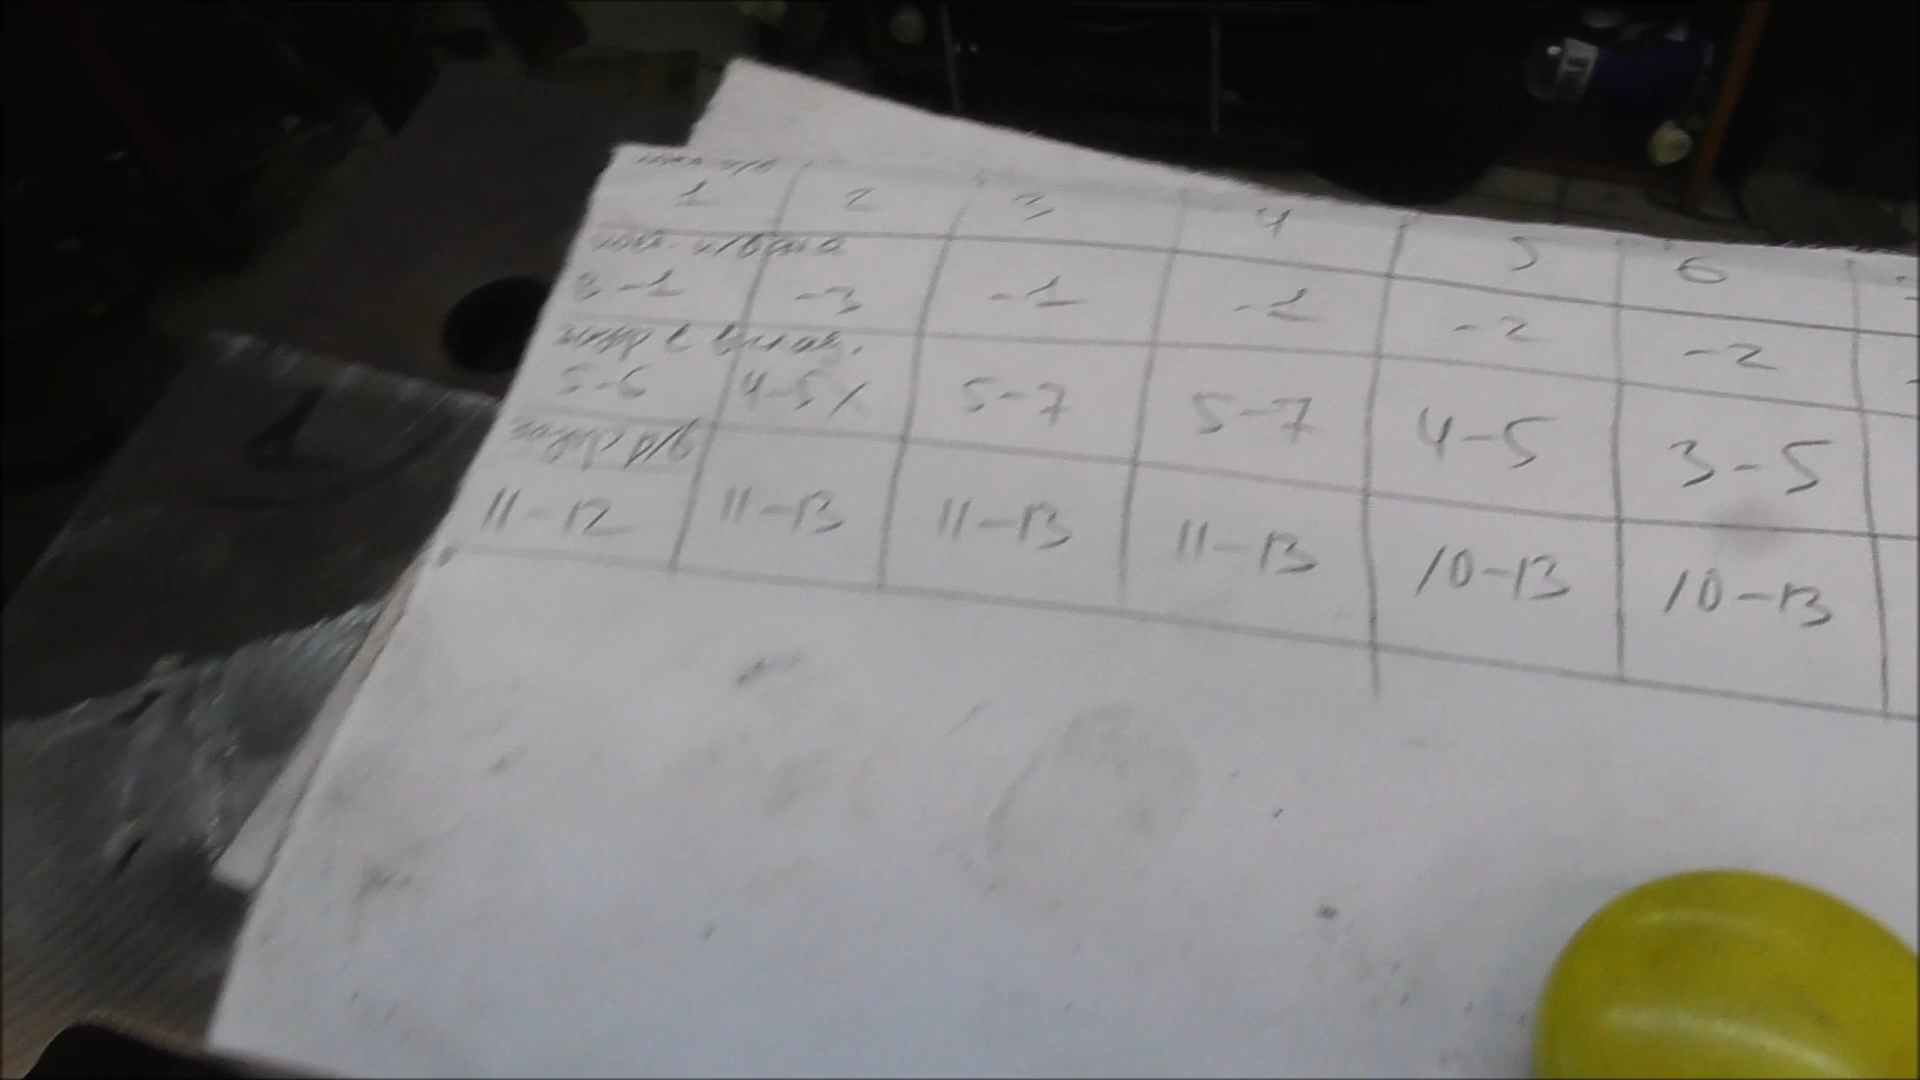 1 2 3 4 5 6
3-1 -3 -1 -1 -2 -2
5-6 4-5 5-7 5-7 4-5 3-5
11-12 11-13 11-13 11-13 10-13 10-13